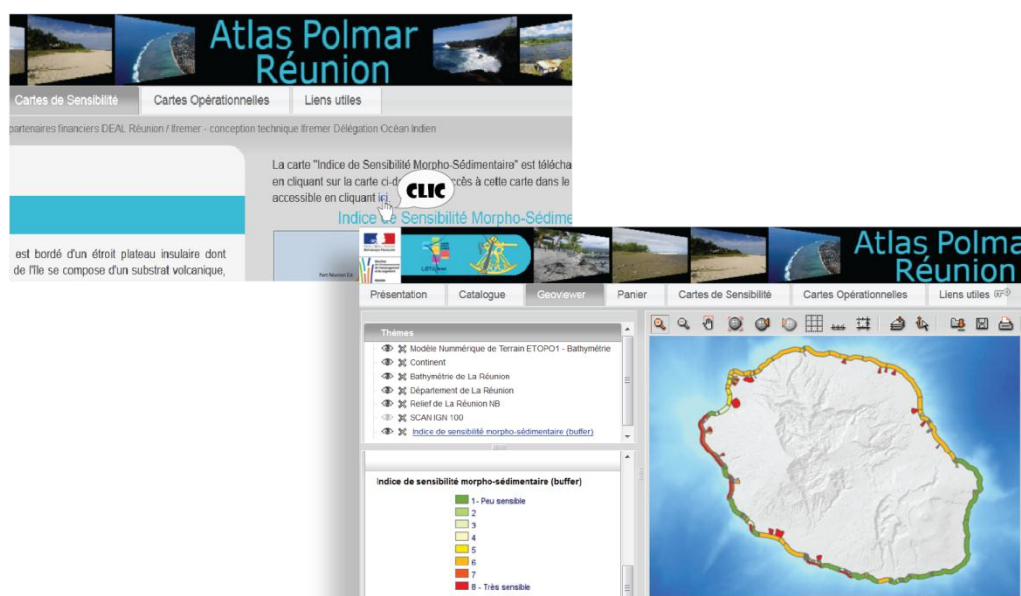 Atlas Polmar
Réunion
Cartes de Sensibilité
Cartes Opérationnelles
Liens utiles
partenaires financiers DEAL Réunion / Ifremer - conception technique Ifremer Délégation Océan Indien
La carte "Indice de Sensibilité Morpho-Sédimentaire" est télécha
en cliquant sur la carte ci-de ccès à cette carte dans le
accessible en cliquant ici.
CLIC
Indice de Sensibilité Morpho-Sédime
est bordé d'un étroit plateau insulaire dont
de l'île se compose d'un substrat volcanique,
Atlas Polma
Réunion
Présentation
Catalogue
Geoviewer
Panier
Cartes de Sensibilité
Cartes Opérationnelles
Liens utiles
Thèmes
Modèle Nummérique de Terrain ETOPO1 - Bathymétrie
Continent
Bathymétrie de La Réunion
Département de La Réunion
Relief de La Réunion NB
SCAN IGN 100
Indice de sensibilité morpho-sédimentaire (buffer)
Indice de sensibilité morpho-sédimentaire (buffer)
1- Peu sensible
2
3
4
5
6
7
8 - Très sensible